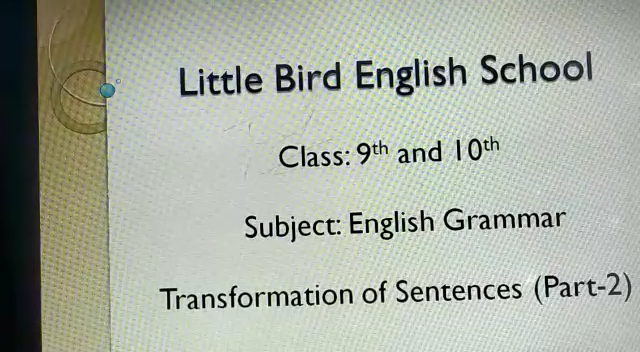 Little Bird English School
Class: 9th and 10th
Subject: English Grammar
Transformation of Sentences (Part-2)